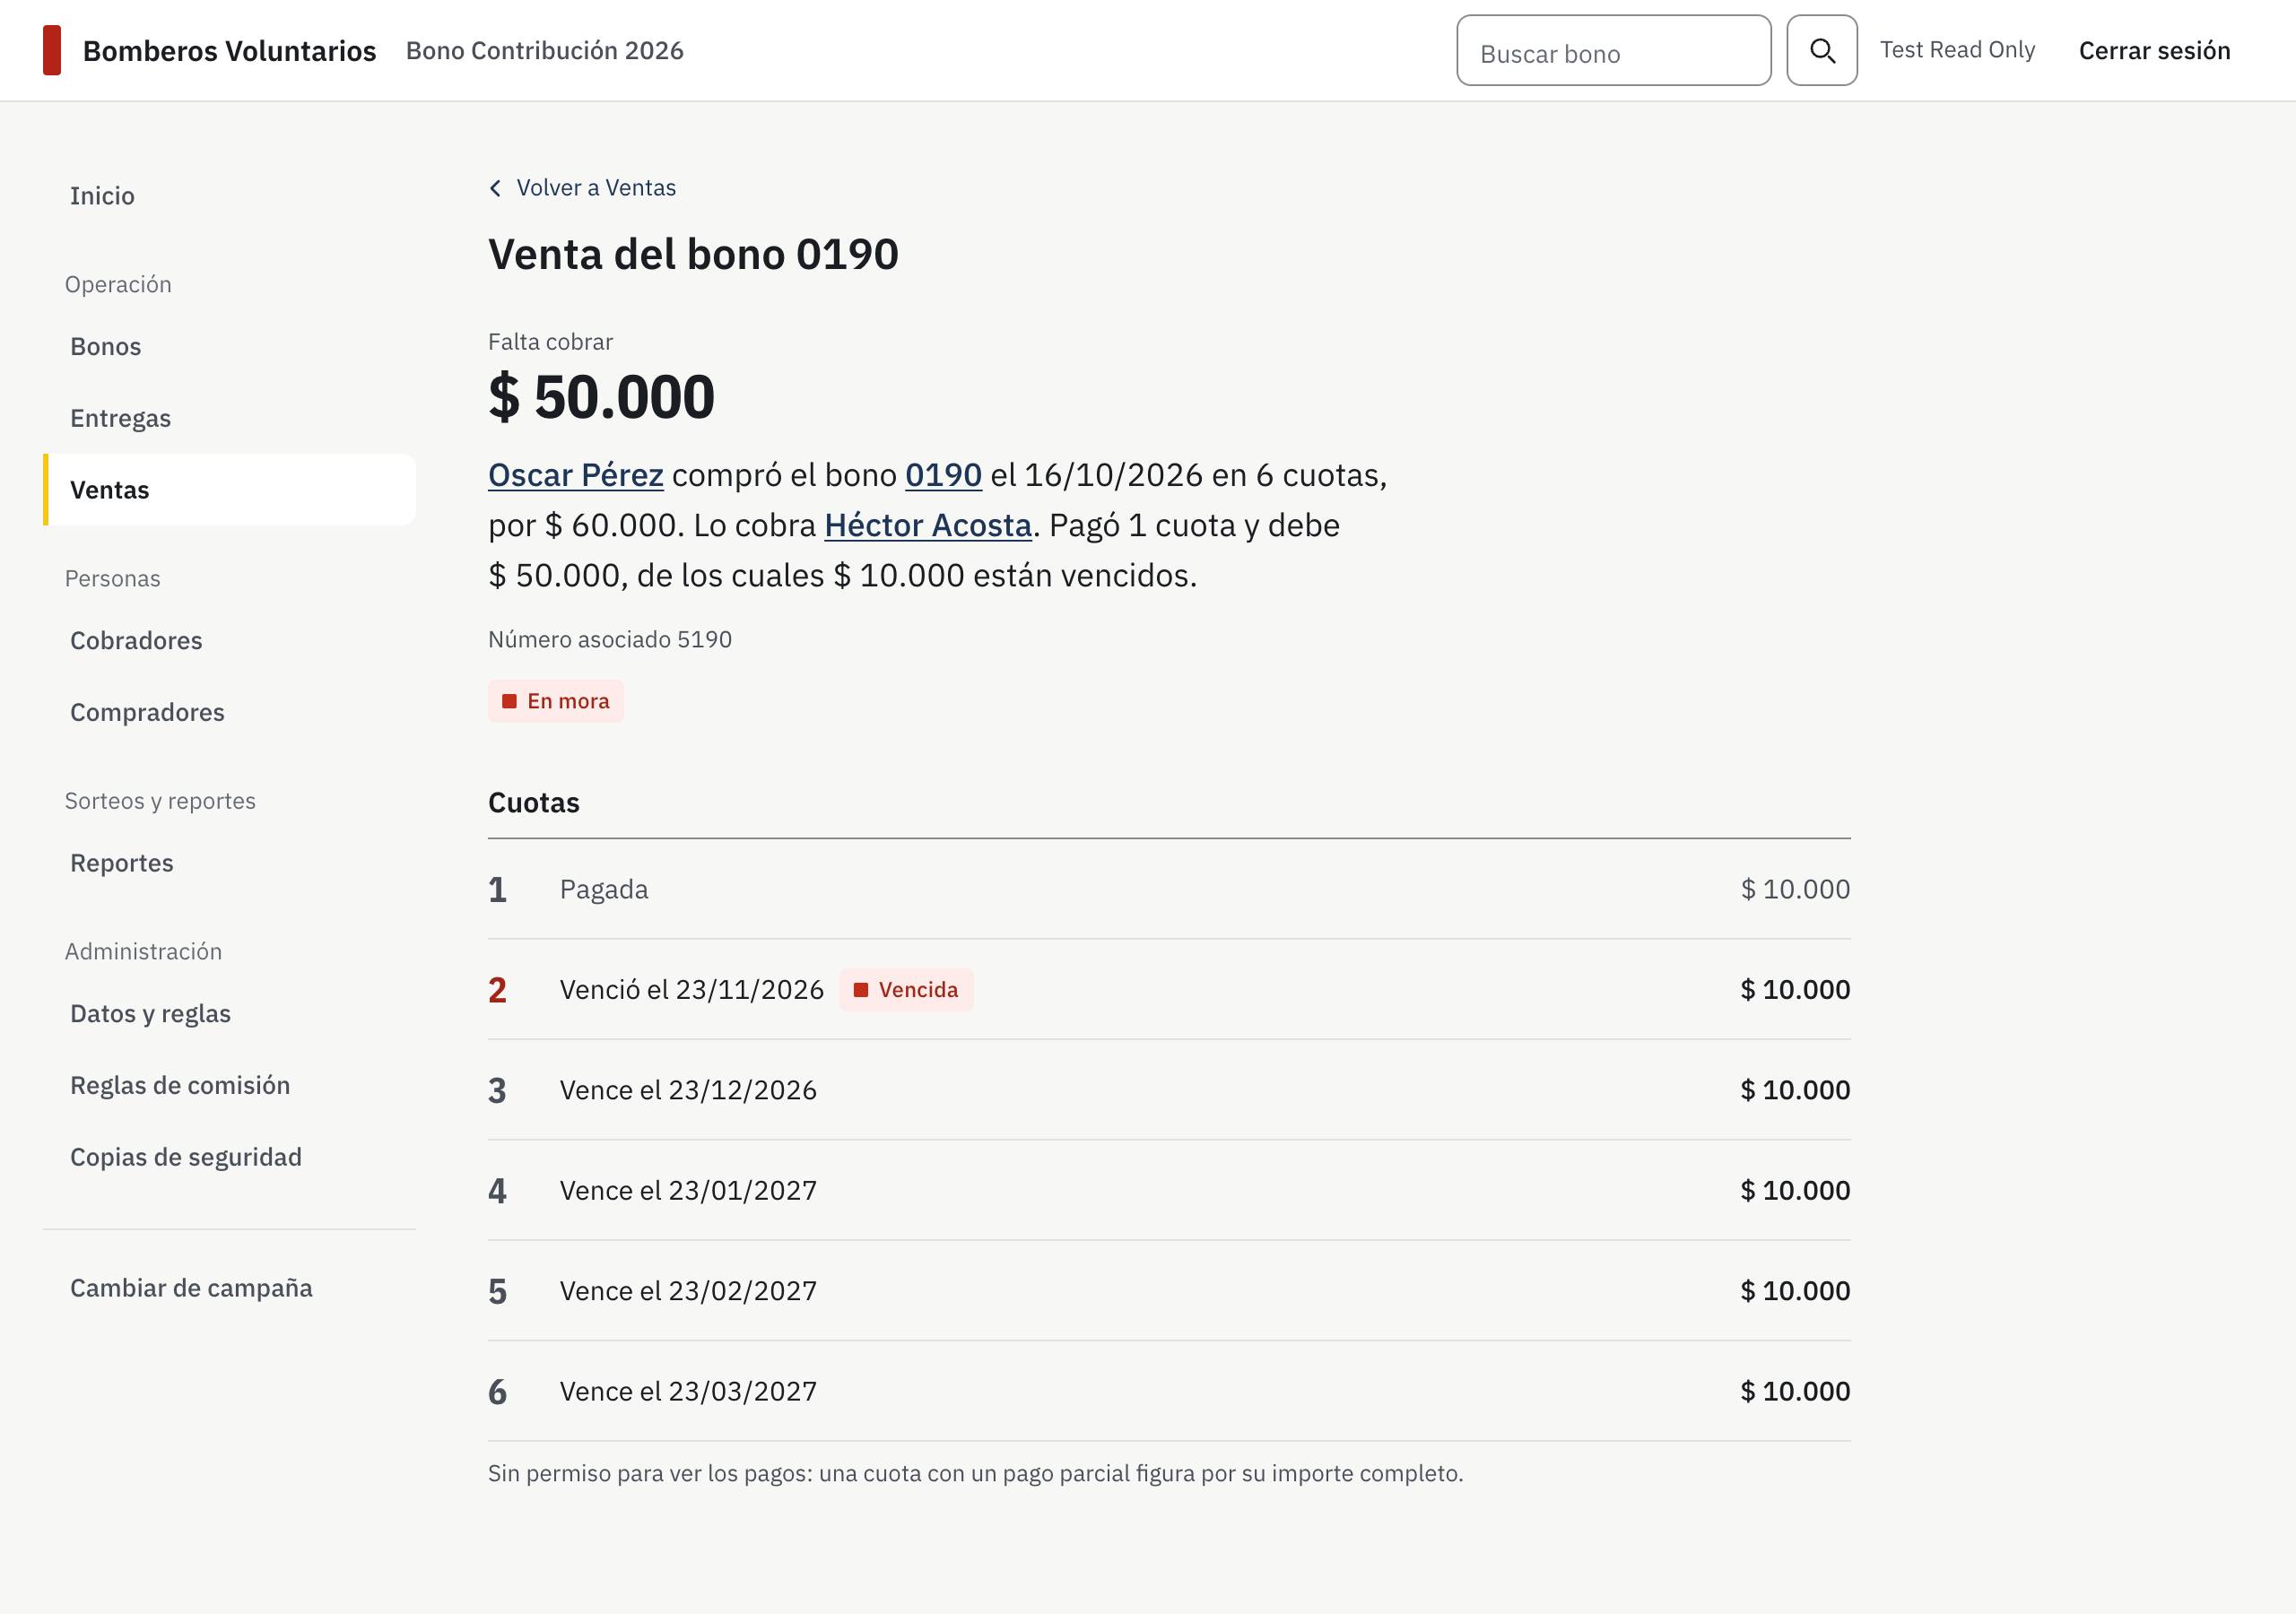 Bomberos Voluntarios
Bono Contribución 2026
Buscar bono
Test Read Only
Cerrar sesión
Inicio
Operación
Bonos
Entregas
Ventas
Personas
Cobradores
Compradores
Sorteos y reportes
Reportes
Administración
Datos y reglas
Reglas de comisión
Copias de seguridad
Cambiar de campaña
Volver a Ventas
Venta del bono 0190
Falta cobrar
$ 50.000
Oscar Pérez compró el bono 0190 el 16/10/2026 en 6 cuotas,
por $ 60.000. Lo cobra Héctor Acosta. Pagó 1 cuota y debe
$ 50.000, de los cuales $ 10.000 están vencidos.
Número asociado 5190
En mora
Cuotas
1 Pagada $ 10.000
2 Venció el 23/11/2026 Vencida $ 10.000
3 Vence el 23/12/2026 $ 10.000
4 Vence el 23/01/2027 $ 10.000
5 Vence el 23/02/2027 $ 10.000
6 Vence el 23/03/2027 $ 10.000
Sin permiso para ver los pagos: una cuota con un pago parcial figura por su importe completo.